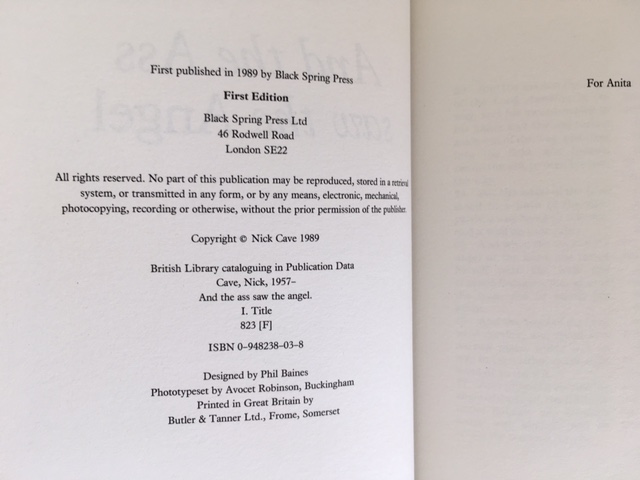 First published in 1989 by Black Spring Press
First Edition
Black Spring Press Ltd
46 Rodwell Road
London SE22
All rights reserved. No part of this publication may be reproduced, stored in a retrieval
system, or transmitted in any form, or by any means, electronic, mechanical,
photocopying, recording or otherwise, without the prior permission of the publisher.
Copyright © Nick Cave 1989
British Library cataloguing in Publication Data
Cave, Nick, 1957–
And the ass saw the angel.
I. Title
823 [F]
ISBN 0–948238–03–8
Designed by Phil Baines
Phototypeset by Avocet Robinson, Buckingham
Printed in Great Britain by
Butler & Tanner Ltd., Frome, Somerset
For Anita